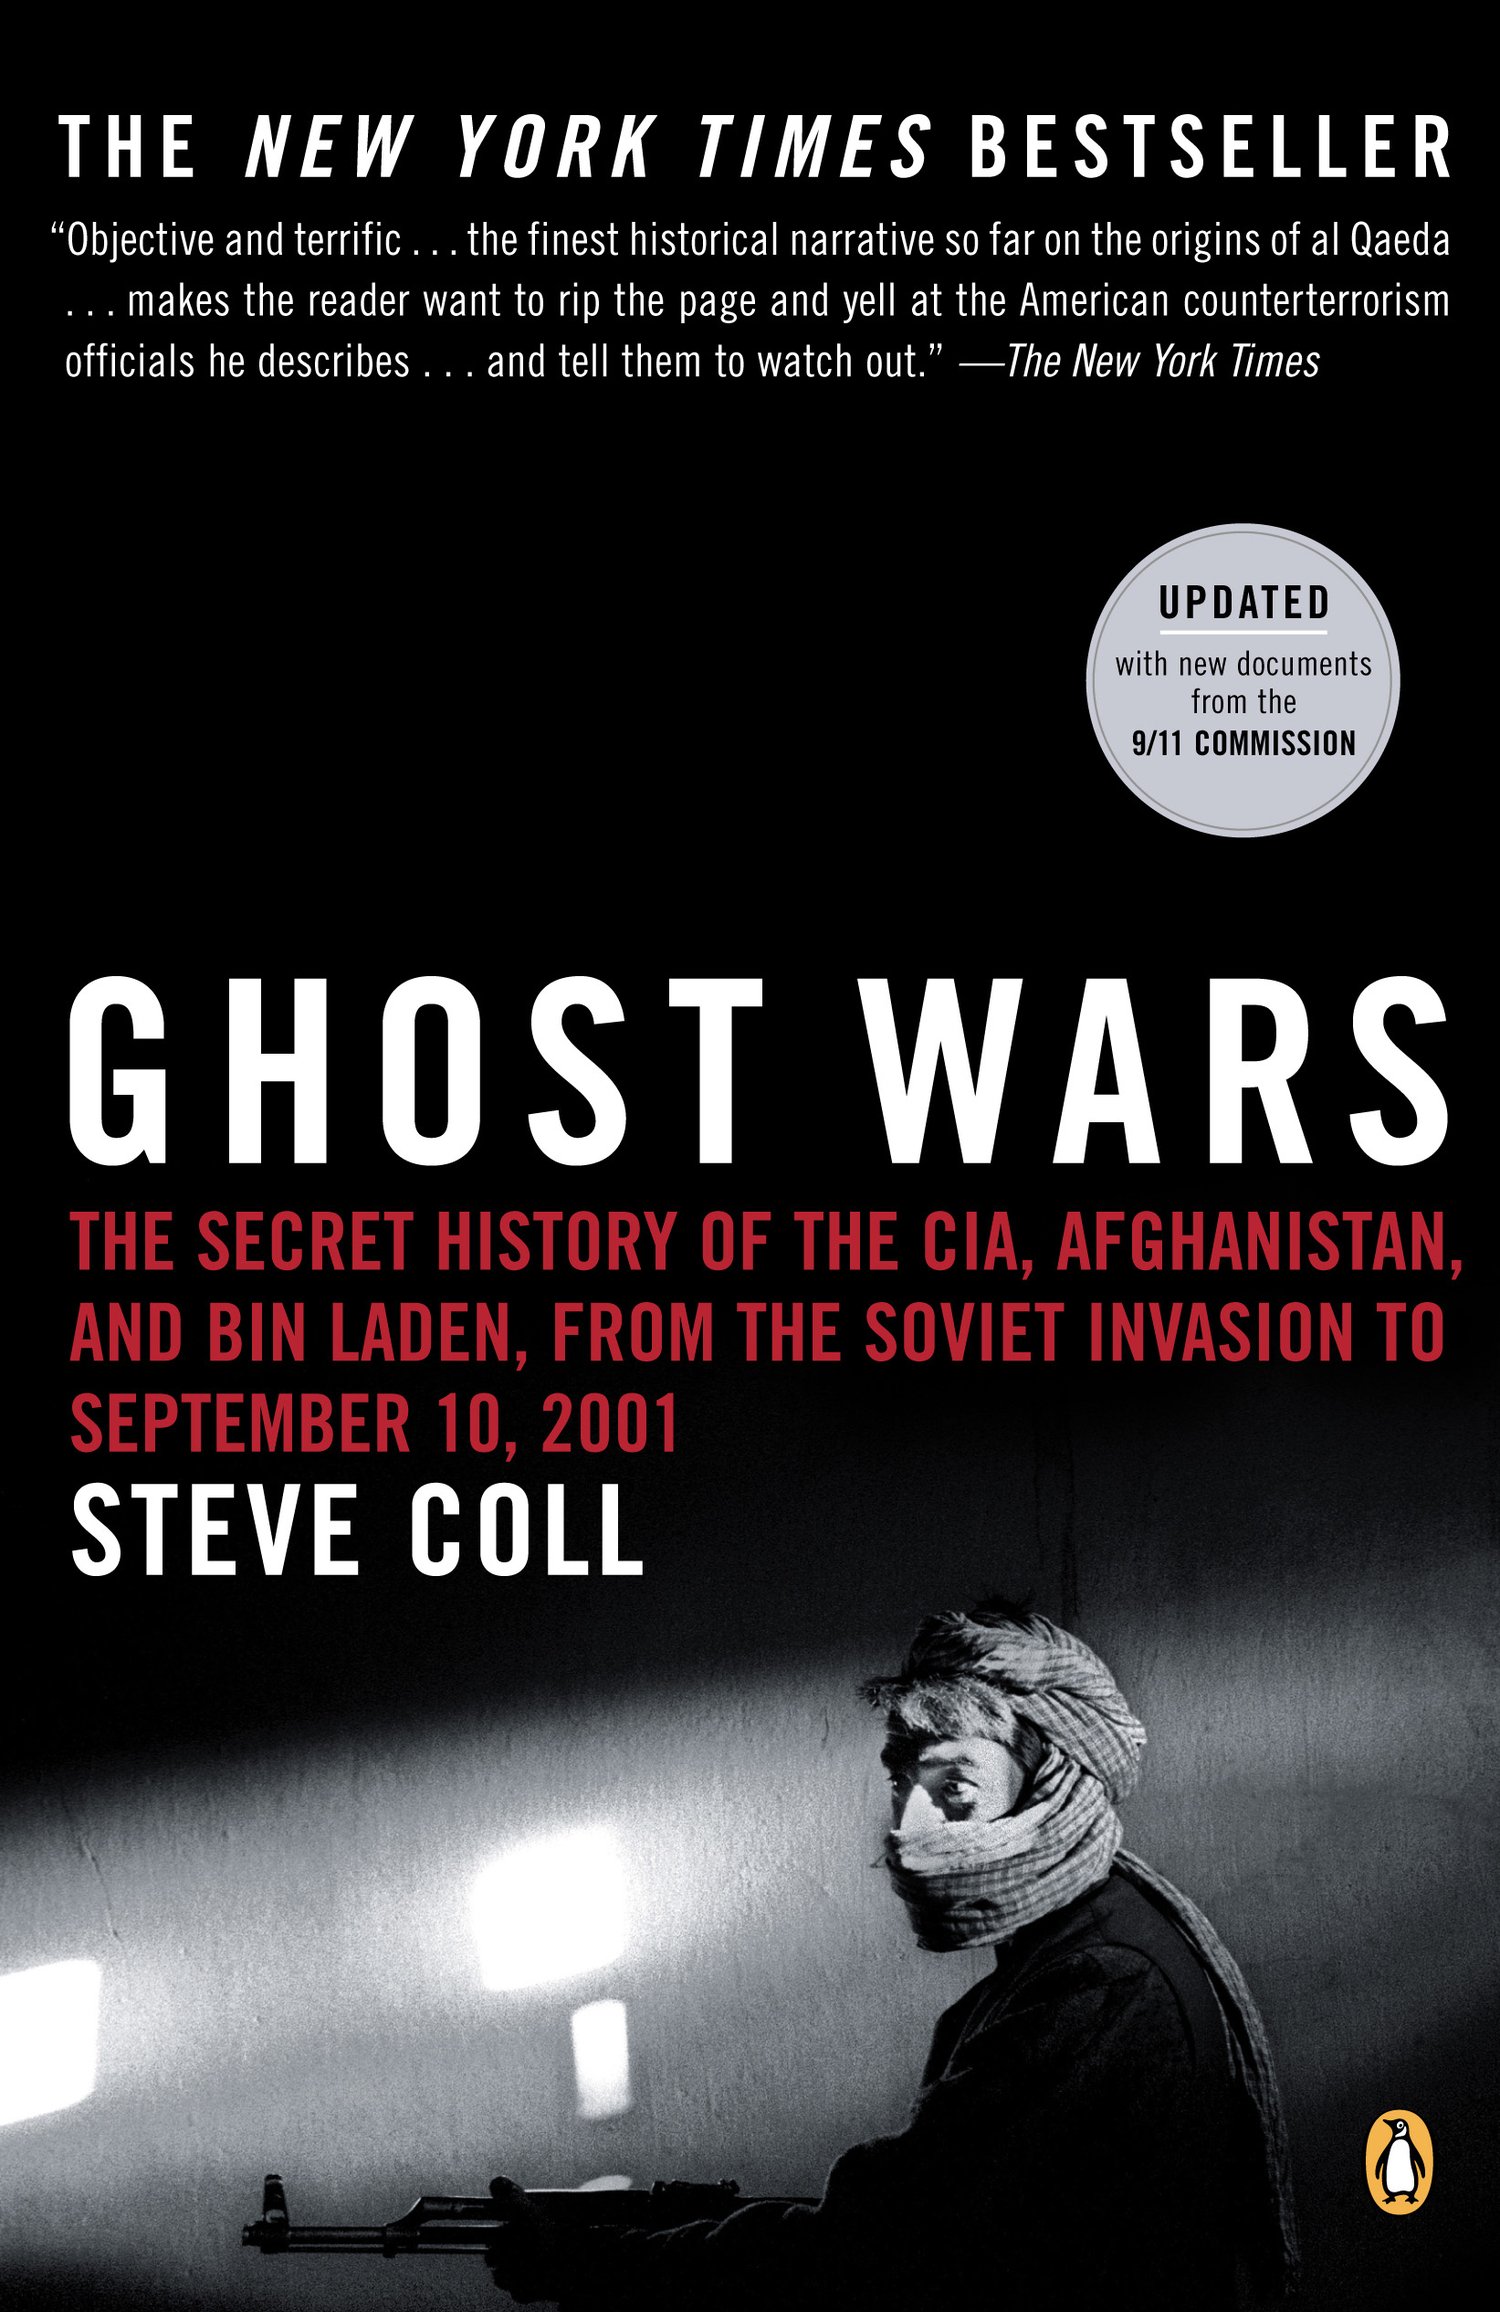 THE NEW YORK TIMES BESTSELLER
“Objective and terrific . . . the finest historical narrative so far on the origins of al Qaeda
. . . makes the reader want to rip the page and yell at the American counterterrorism
officials he describes . . . and tell them to watch out.” —The New York Times
UPDATED
with new documents
from the
9/11 COMMISSION
GHOST WARS
THE SECRET HISTORY OF THE CIA, AFGHANISTAN,
AND BIN LADEN, FROM THE SOVIET INVASION TO
SEPTEMBER 10, 2001
STEVE COLL